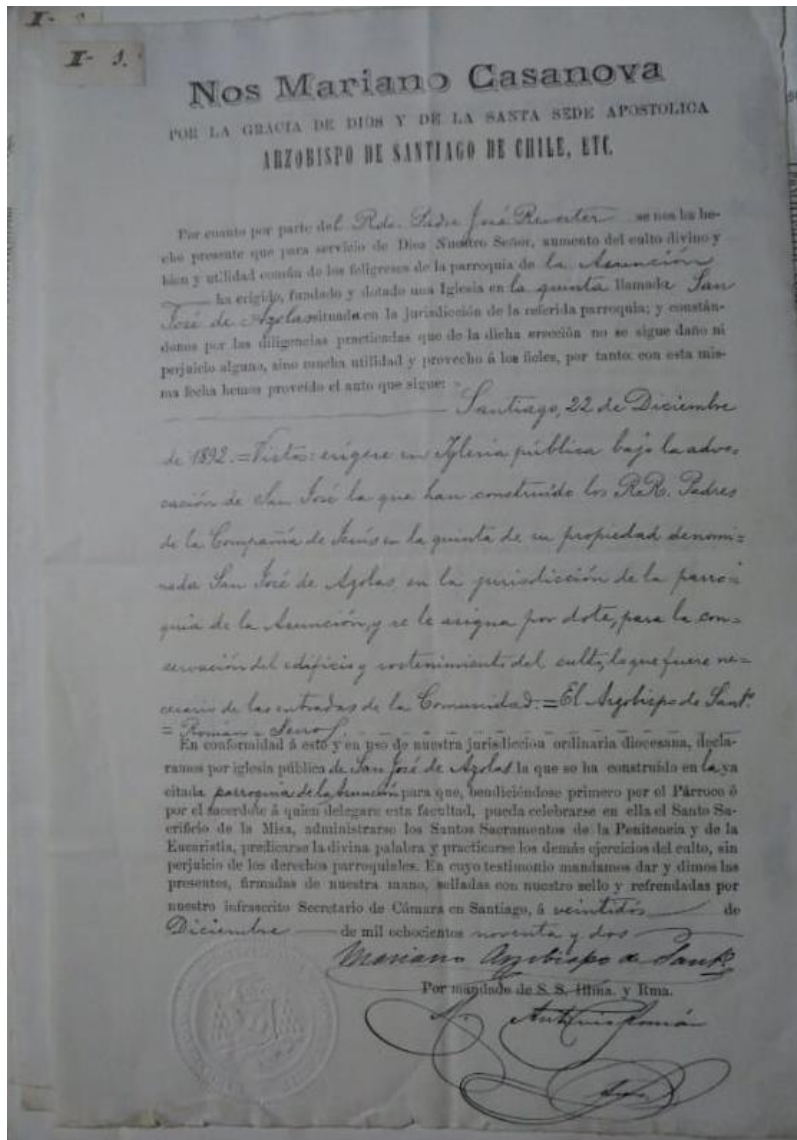 I- 1.
Nos Mariano Casanova
POR LA GRACIA DE DIOS Y DE LA SANTA SEDE APOSTOLICA
ARZOBISPO DE SANTIAGO DE CHILE, ETC.
Por cuanto por parte del Rdo. Padre José Reverter se nos ha he-
cho presente que para servicio de Dios Nuestro Señor, aumento del culto divino y
bien y utilidad común de los feligreses de la parroquia de la Asunción
ha erigido, fundado y dotado una Iglesia en la quinta llamada San
José de Azolas situada en la jurisdicción de la referida parroquia; y constán-
donos por las diligencias practicadas que de la dicha erección no se sigue daño ni
perjuicio alguno, sino mucha utilidad y provecho á los fieles, por tanto: con esta mis-
ma fecha hemos proveído el auto que sigue:
Santiago, 22 de Diciembre
de 1892.=Vistos: erígese en Iglesia pública bajo la advo-
cación de San José la que han construído los R.R. Padres
de la Compañía de Jesús en la quinta de su propiedad denomi=
nada San José de Azolas, en la jurisdicción de la parro=
quia de la Asunción, y se le asigna por dote, para la con=
servación del edificio y sostenimiento del culto, lo que fuere ne=
cesario de las entradas de la Comunidad.=El Arzobispo de Santº.
= Román
En conformidad á esto y en uso de nuestra jurisdicción ordinaria diocesana, decla-
ramos por iglesia pública de San José de Azolas la que se ha construído en la ya
citada parroquia de la Asunción para que, bendiciéndose primero por el Párroco ó
por el sacerdote á quien delegare esta facultad, pueda celebrarse en ella el Santo Sa-
crificio de la Misa, administrarse los Santos Sacramentos de la Penitencia y de la
Eucaristía, predicarse la divina palabra y practicarse los demás ejercicios del culto, sin
perjuicio de los derechos parroquiales. En cuyo testimonio mandamos dar y dimos las
presentes, firmadas de nuestra mano, selladas con nuestro sello y refrendadas por
nuestro infrascrito Secretario de Cámara en Santiago, á veintidós de
Diciembre de mil ochocientos noventa y dos
Mariano Arzobispo de Santº.
Por mandado de S. S. Iltma. y Rma.
Román